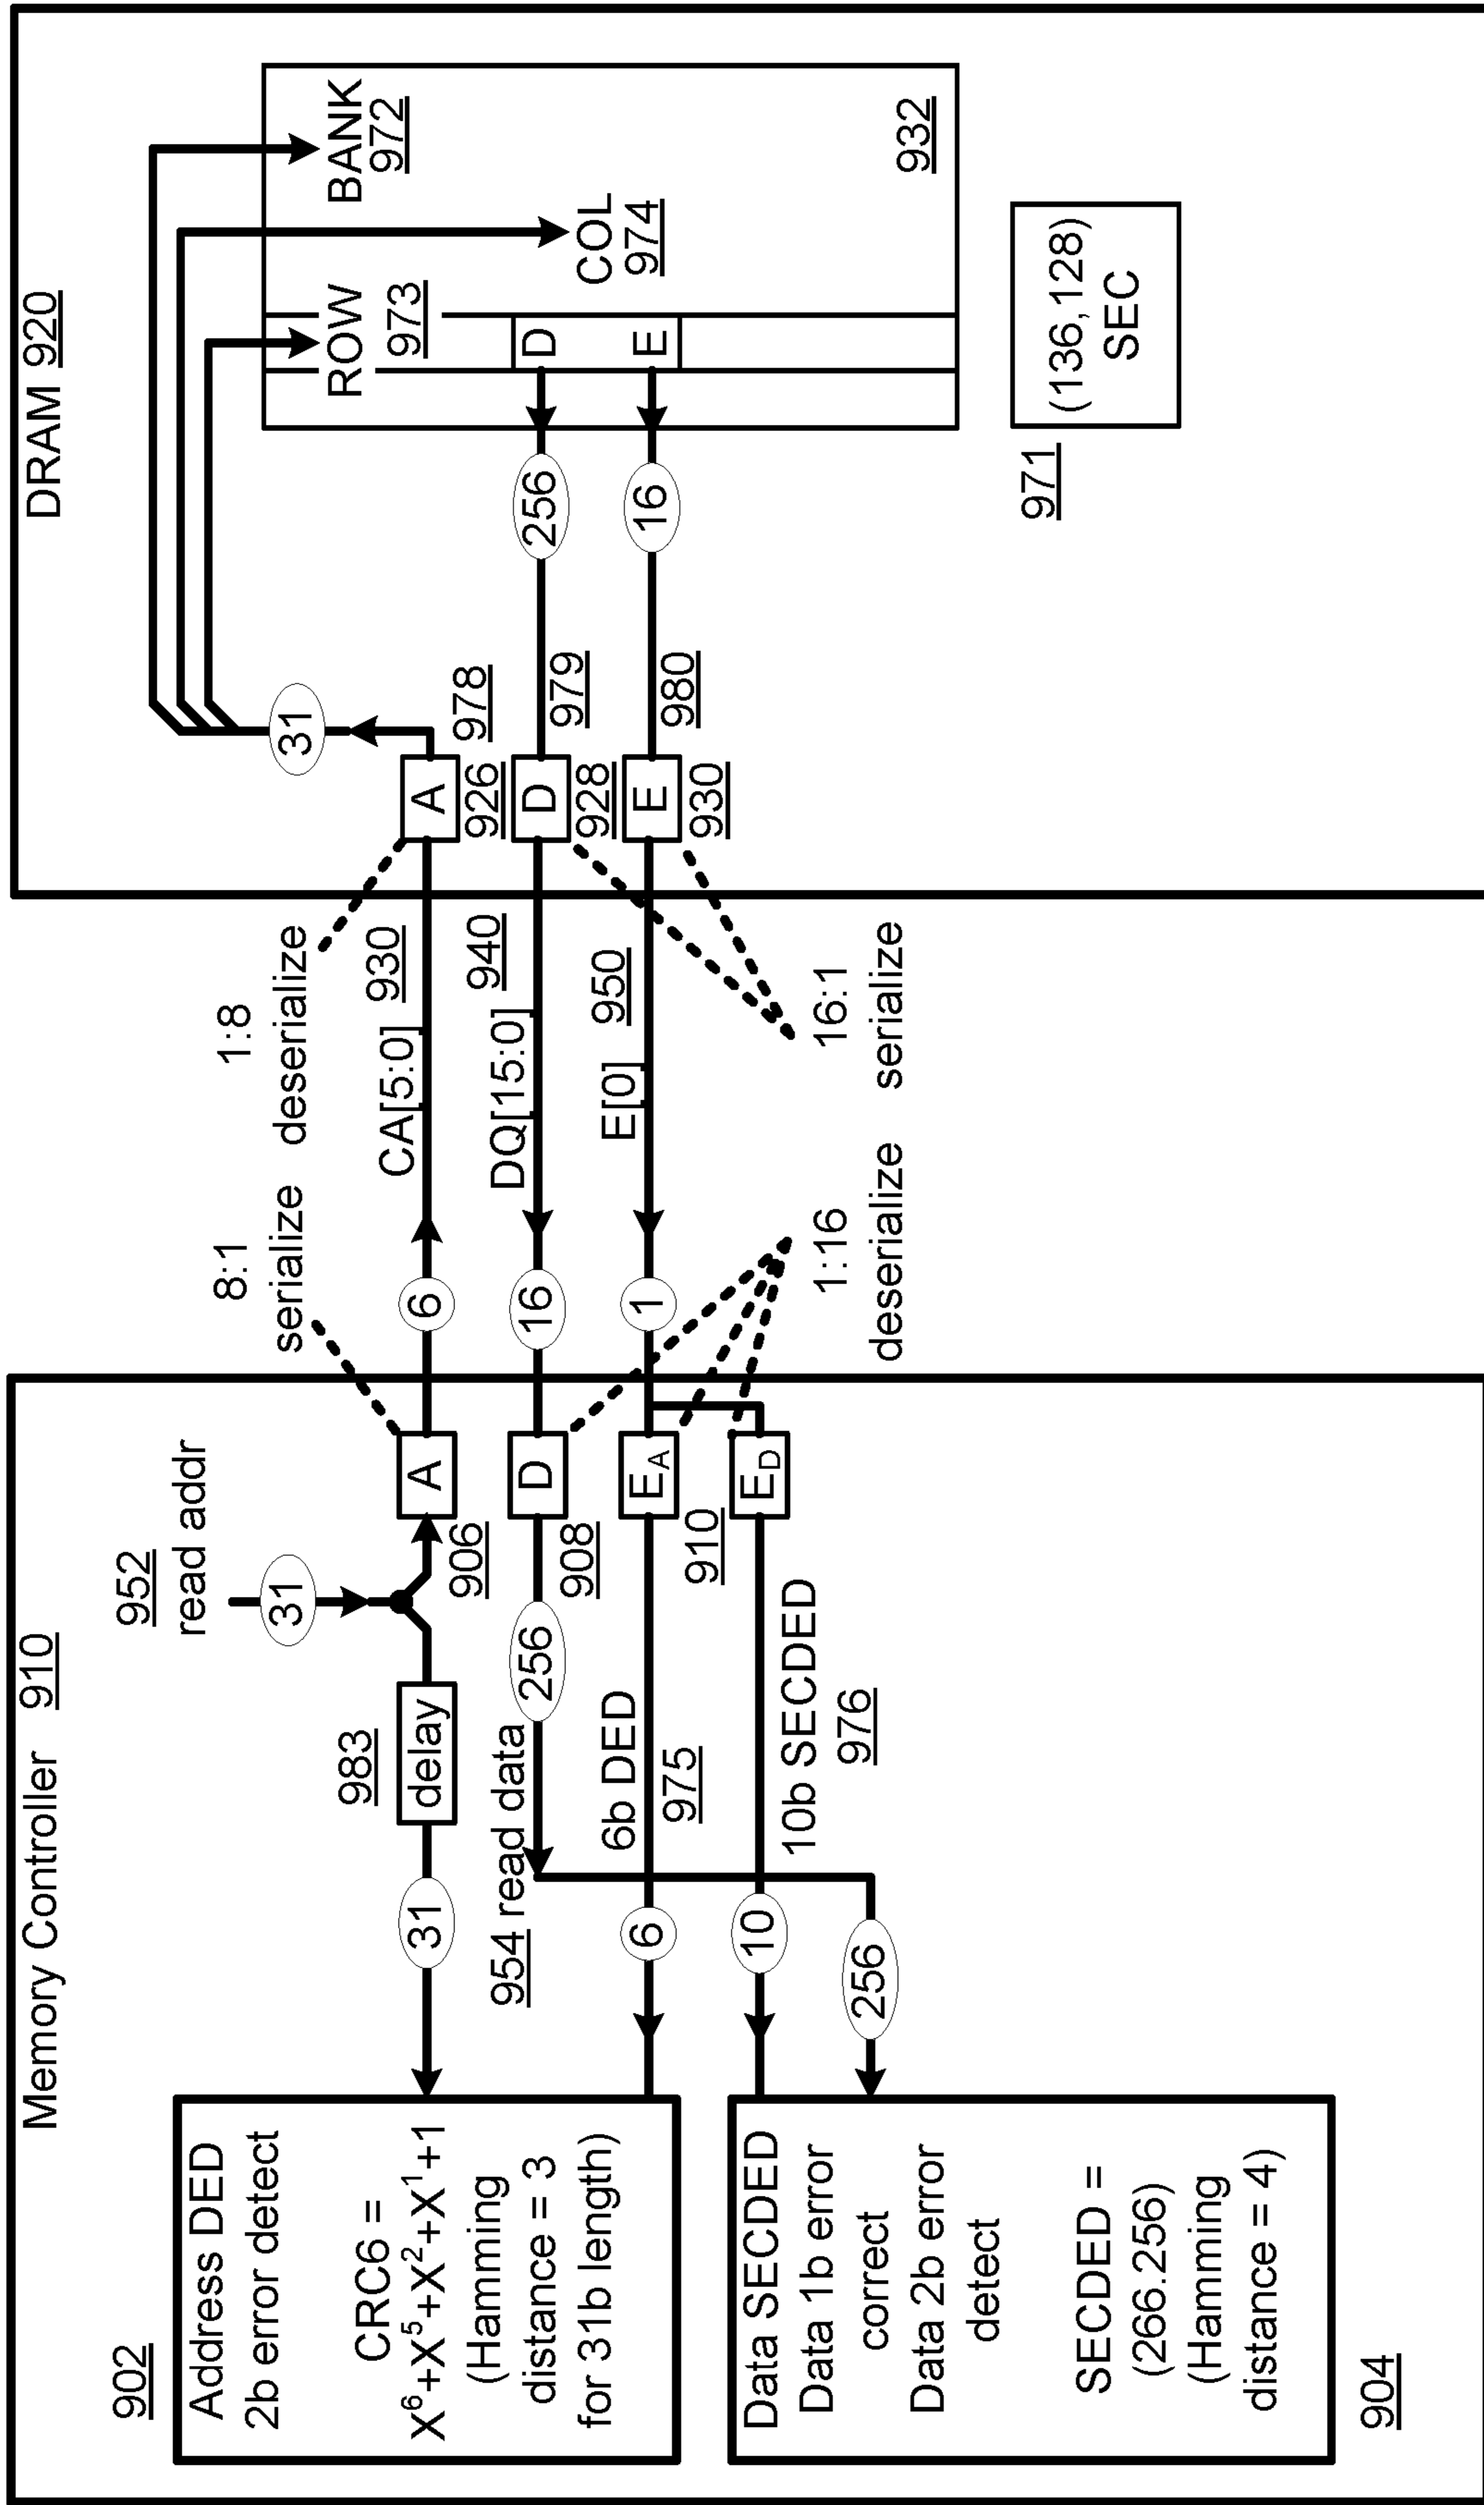 Memory Controller 910
902
Address DED
2b error detect
CRC6 =
X⁶+X⁵+X²+X¹+1
(Hamming
distance = 3
for 31b length)
Data SECDED
Data 1b error
correct
Data 2b error
detect
SECDED =
(266.256)
(Hamming
distance = 4)
904
31
983
delay
952
read addr
31
A
906
954 read data
256
D
908
6
6b DED
975
E_A
910
10
10b SECDED
976
E_D
256
8:1
serialize
1:8
deserialize
6
CA[5:0]
930
16
DQ[15:0]
940
1
E[0]
950
1:16
deserialize
16:1
serialize
DRAM 920
A
926
978
31
D
928
979
256
E
930
980
16
ROW
973
BANK
972
COL
974
D
E
932
971
(136,128)
SEC